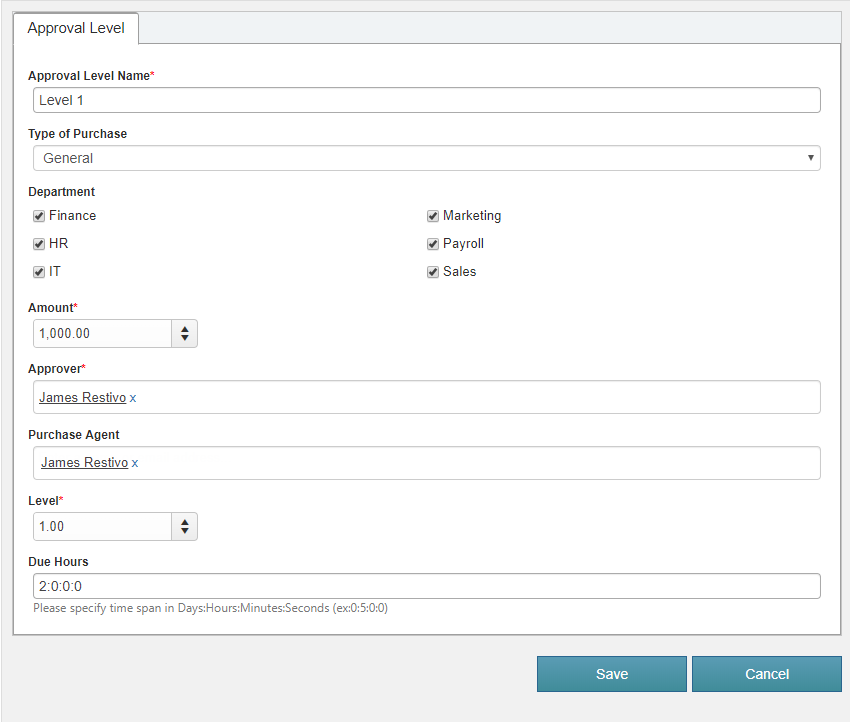 Approval Level
Approval Level Name*
Level 1
Type of Purchase
General
Department
Finance
Marketing
HR
Payroll
IT
Sales
Amount*
1,000.00
Approver*
James Restivo x
Purchase Agent
James Restivo x
Level*
1.00
Due Hours
2:0:0:0
Please specify time span in Days:Hours:Minutes:Seconds (ex:0:5:0:0)
Save
Cancel